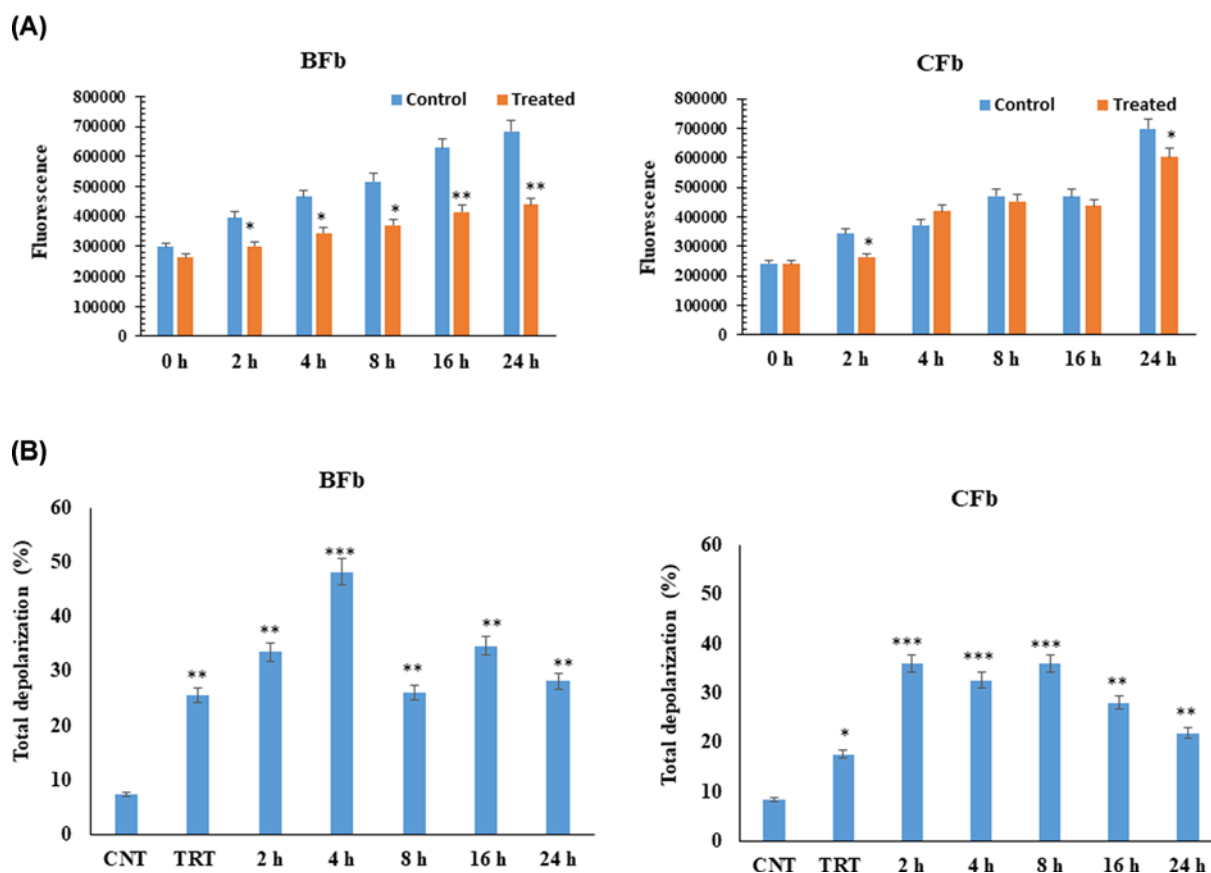 (A)
BFb
Control Treated
Fluorescence
800000
700000
600000
500000
400000
300000
200000
100000
0
* * * ** **
0 h 2 h 4 h 8 h 16 h 24 h
CFb
Control Treated
Fluorescence
800000
700000
600000
500000
400000
300000
200000
100000
0
* *
0 h 2 h 4 h 8 h 16 h 24 h
(B)
BFb
Total depolarization (%)
60
50
40
30
20
10
0
** ** *** ** ** **
CNT TRT 2 h 4 h 8 h 16 h 24 h
CFb
Total depolarization (%)
60
50
40
30
20
10
0
* *** *** *** ** **
CNT TRT 2 h 4 h 8 h 16 h 24 h